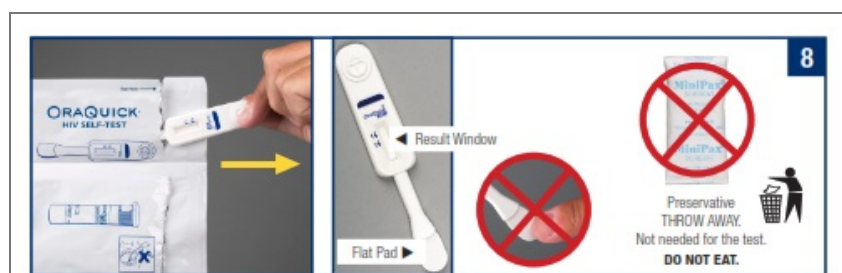 8
ORAQUICK
HIV SELF-TEST
Result Window
Flat Pad
MiniPax
MiniPax
Preservative
THROW AWAY.
Not needed for the test.
DO NOT EAT.